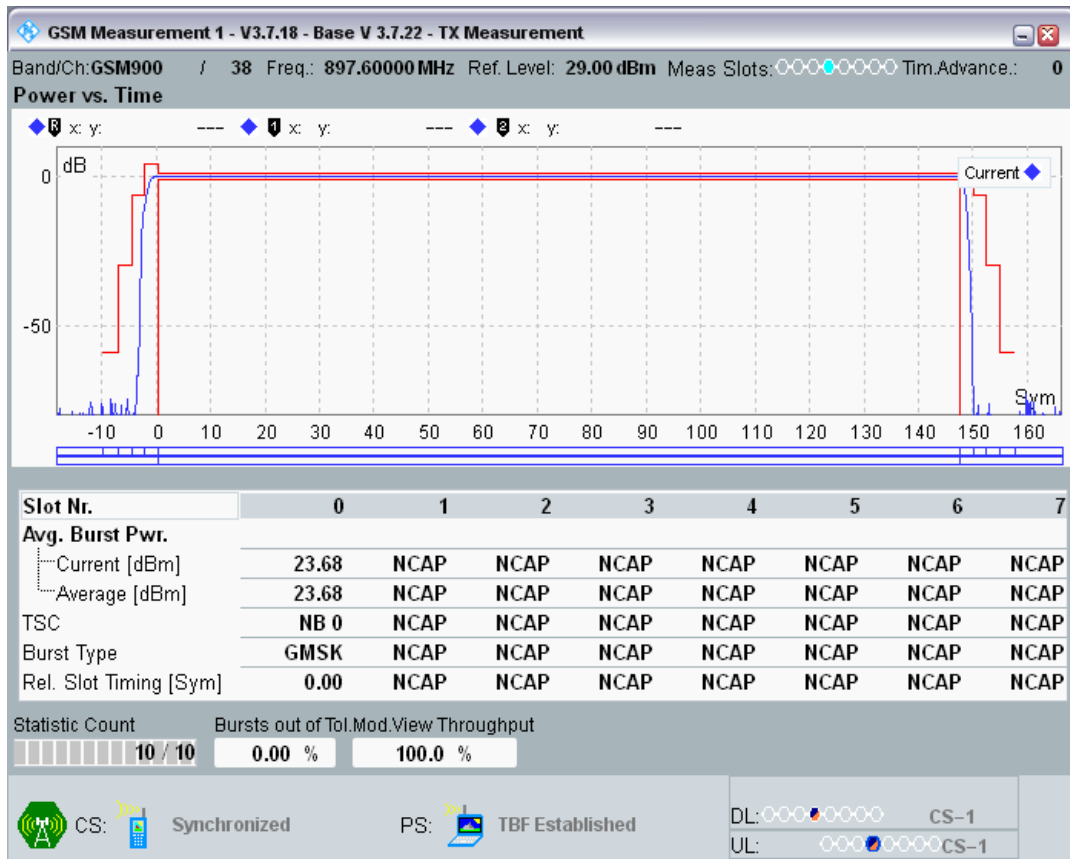 GSM Measurement 1 - V3.7.18 - Base V 3.7.22 - TX Measurement
Band/Ch:GSM900 / 38 Freq.: 897.60000 MHz Ref. Level: 29.00 dBm Meas Slots: Tim.Advance.: 0
Power vs. Time
R x: y: --- 1 x: y: --- 2 x: y: ---
dB
Current
0
-50
Sym
-10 0 10 20 30 40 50 60 70 80 90 100 110 120 130 140 150 160
Slot Nr. 0 1 2 3 4 5 6 7
Avg. Burst Pwr.
Current [dBm] 23.68 NCAP NCAP NCAP NCAP NCAP NCAP NCAP
Average [dBm] 23.68 NCAP NCAP NCAP NCAP NCAP NCAP NCAP
TSC NB 0 NCAP NCAP NCAP NCAP NCAP NCAP NCAP
Burst Type GMSK NCAP NCAP NCAP NCAP NCAP NCAP NCAP
Rel. Slot Timing [Sym] 0.00 NCAP NCAP NCAP NCAP NCAP NCAP NCAP
Statistic Count Bursts out of Tol. Mod.View Throughput
10 / 10 0.00 % 100.0 %
CS: Synchronized PS: TBF Established
DL: CS-1
UL: CS-1